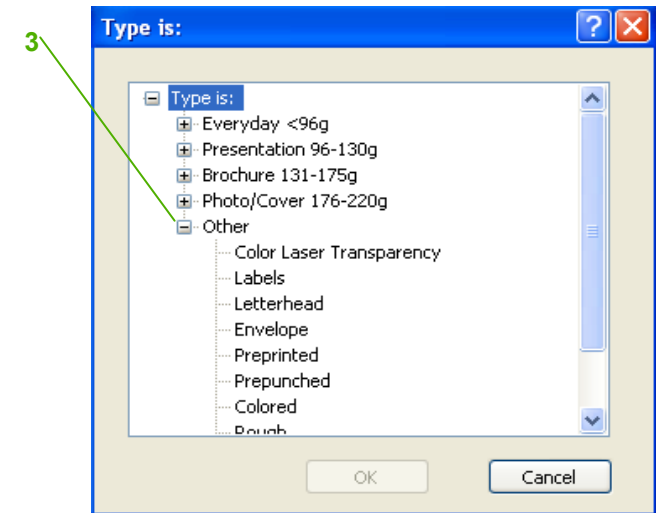 Type is:
3
Type is:
Everyday <96g
Presentation 96-130g
Brochure 131-175g
Photo/Cover 176-220g
Other
Color Laser Transparency
Labels
Letterhead
Envelope
Preprinted
Prepunched
Colored
Rough
OK Cancel